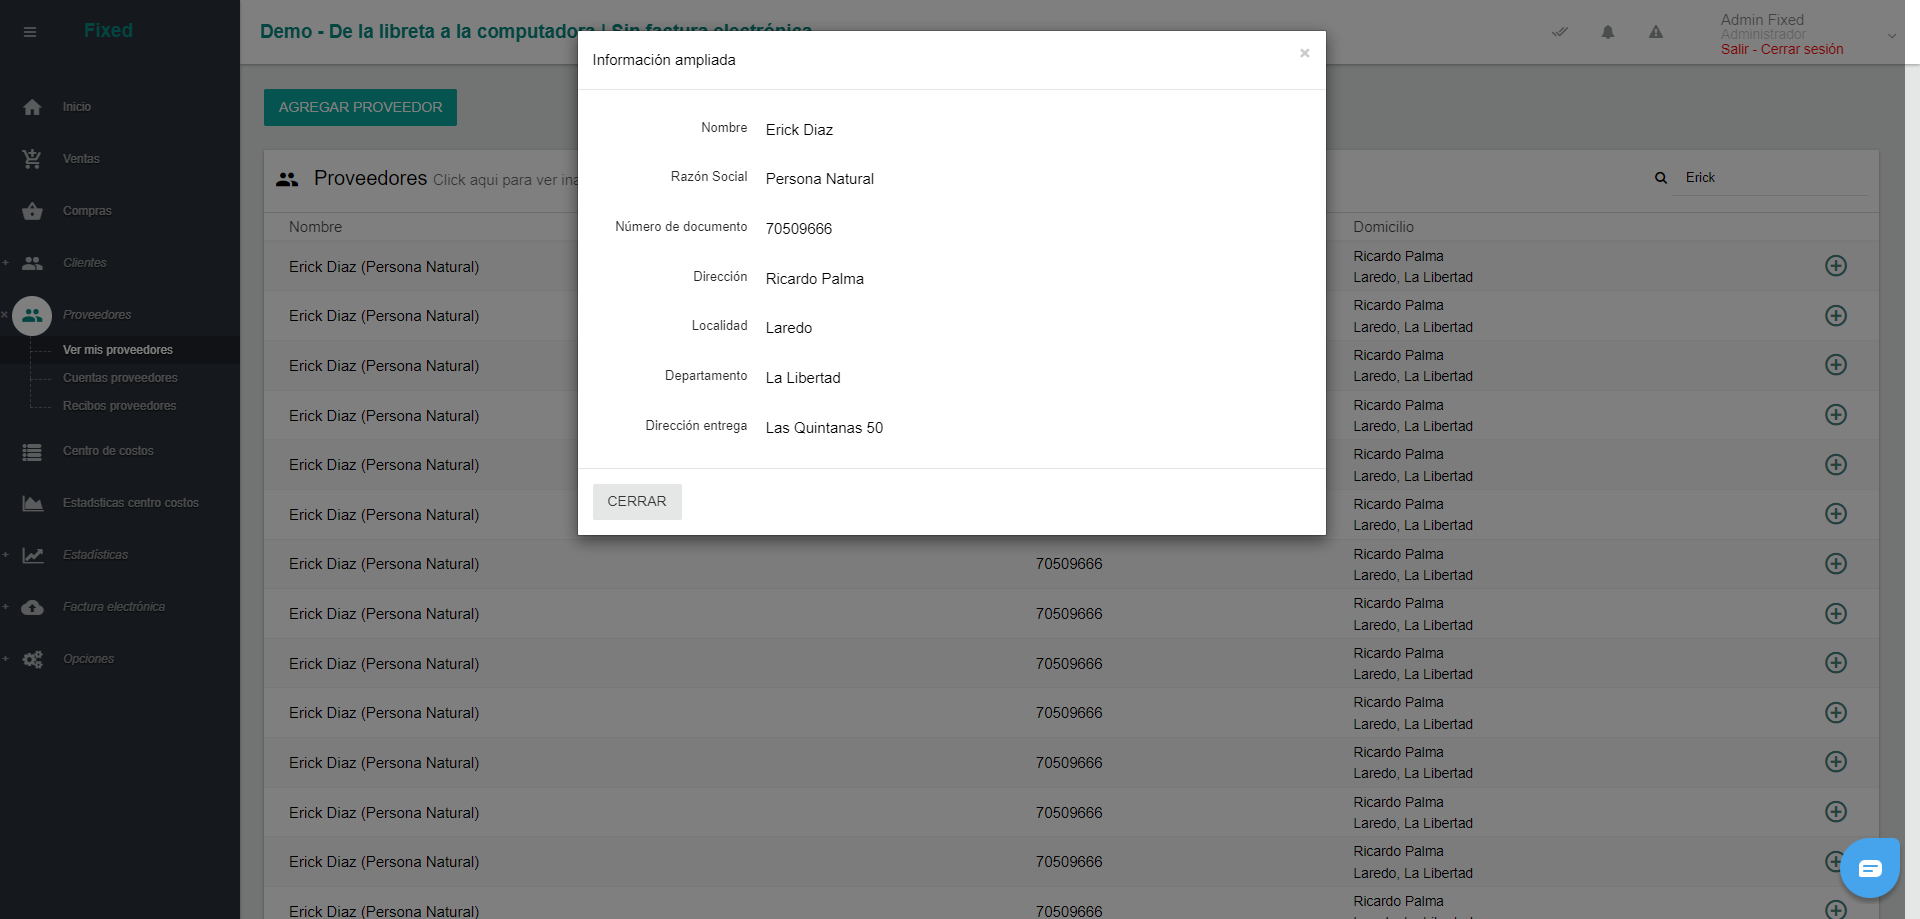 Fixed
Demo - De la libreta a la computadora | Sin factura electrónica
Admin Fixed
Administrador
Salir - Cerrar sesión
Inicio
Ventas
Compras
Clientes
Proveedores
Ver mis proveedores
Cuentas proveedores
Recibos proveedores
Centro de costos
Estadsticas centro costos
Estadísticas
Factura electrónica
Opciones
AGREGAR PROVEEDOR
Proveedores Click aqui para ver ina
Erick
Nombre
Domicilio
Información ampliada
×
Nombre Erick Diaz
Razón Social Persona Natural
Número de documento 70509666
Dirección Ricardo Palma
Localidad Laredo
Departamento La Libertad
Dirección entrega Las Quintanas 50
CERRAR
Erick Diaz (Persona Natural) Ricardo Palma
Laredo, La Libertad
Erick Diaz (Persona Natural) Ricardo Palma
Laredo, La Libertad
Erick Diaz (Persona Natural) Ricardo Palma
Laredo, La Libertad
Erick Diaz (Persona Natural) Ricardo Palma
Laredo, La Libertad
Erick Diaz (Persona Natural) Ricardo Palma
Laredo, La Libertad
Erick Diaz (Persona Natural) Ricardo Palma
Laredo, La Libertad
Erick Diaz (Persona Natural) 70509666 Ricardo Palma
Laredo, La Libertad
Erick Diaz (Persona Natural) 70509666 Ricardo Palma
Laredo, La Libertad
Erick Diaz (Persona Natural) 70509666 Ricardo Palma
Laredo, La Libertad
Erick Diaz (Persona Natural) 70509666 Ricardo Palma
Laredo, La Libertad
Erick Diaz (Persona Natural) 70509666 Ricardo Palma
Laredo, La Libertad
Erick Diaz (Persona Natural) 70509666 Ricardo Palma
Laredo, La Libertad
Erick Diaz (Persona Natural) 70509666 Ricardo Palma
Laredo, La Libertad
Erick Diaz (Persona Natural) 70509666 Ricardo Palma